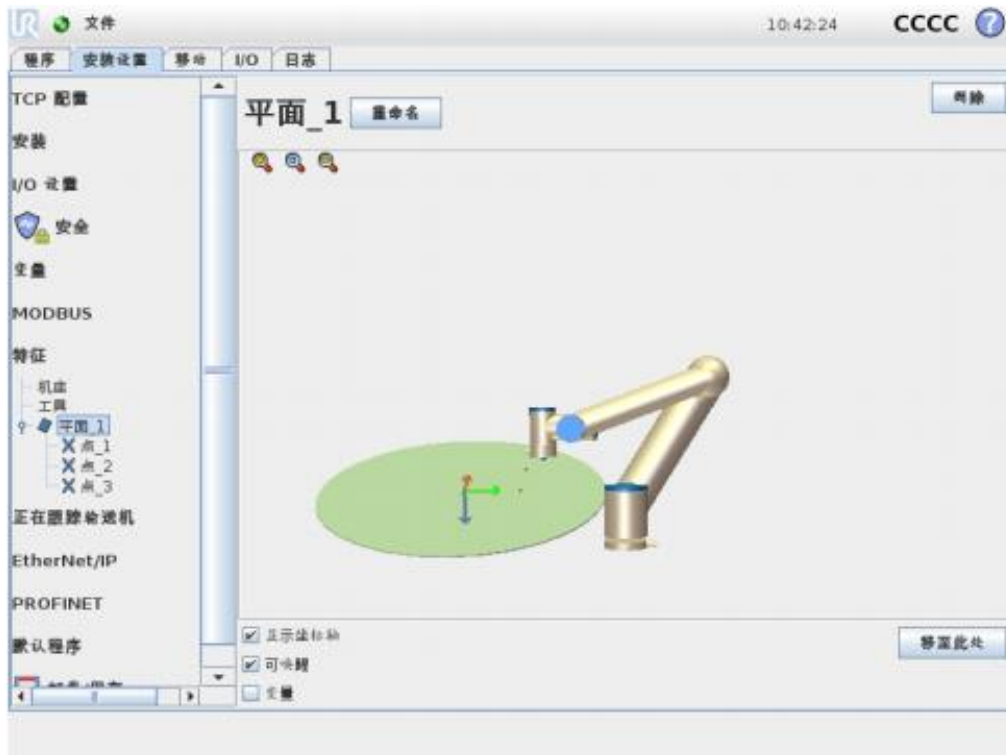 UR 文件 10:42:24 CCCC ?
程序 安装设置 移动 I/O 日志
TCP 配置
平面_1 重命名 删除
安装
I/O 设置
安全
变量
MODBUS
特征
机座
工具
平面_1
点_1
点_2
点_3
正在跟踪输送机
EtherNet/IP
PROFINET
默认程序
显示坐标轴
可步进
变量
移至此处